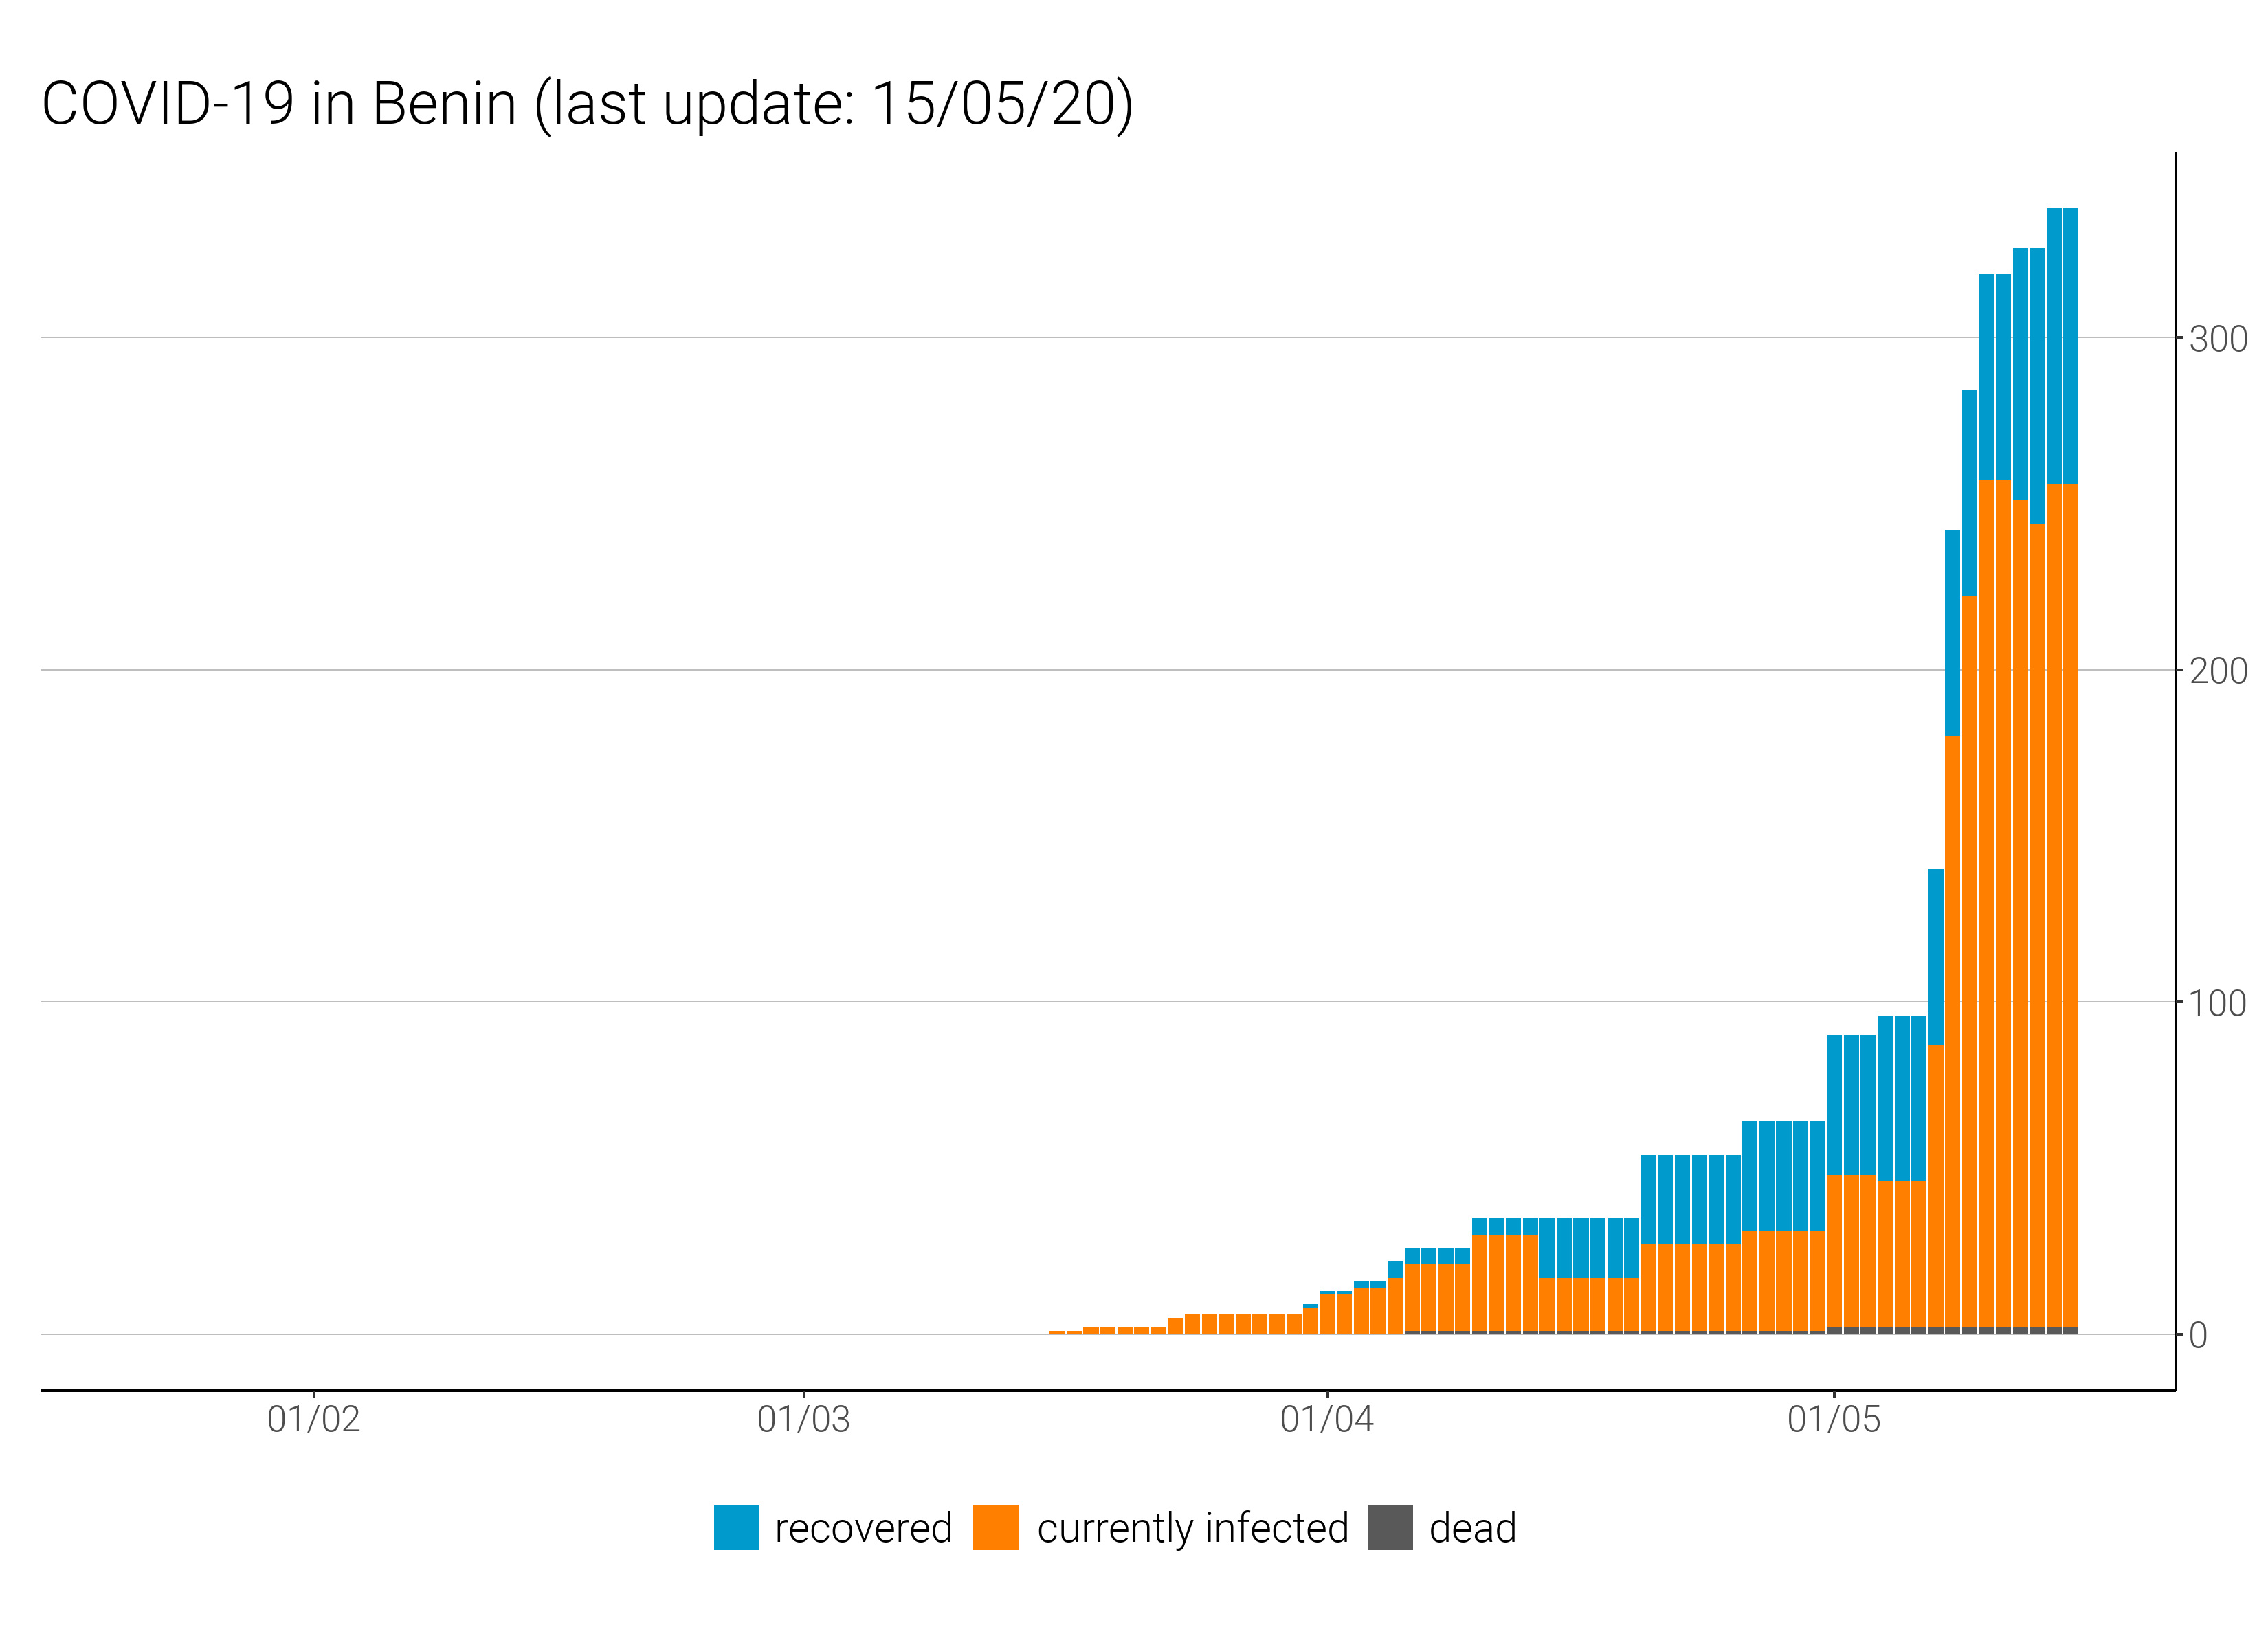 COVID-19 in Benin (last update: 15/05/20)
300
200
100
0
01/02 01/03 01/04 01/05
recovered currently infected dead